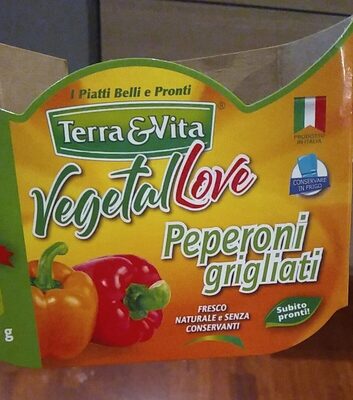 I Piatti Belli e Pronti
Terra&Vita®
VegetalLove
PRODOTTO
IN ITALIA
CONSERVARE
IN FRIGO
Peperoni
grigliati
FRESCO
NATURALE e SENZA
CONSERVANTI
Subito
pronti!
g